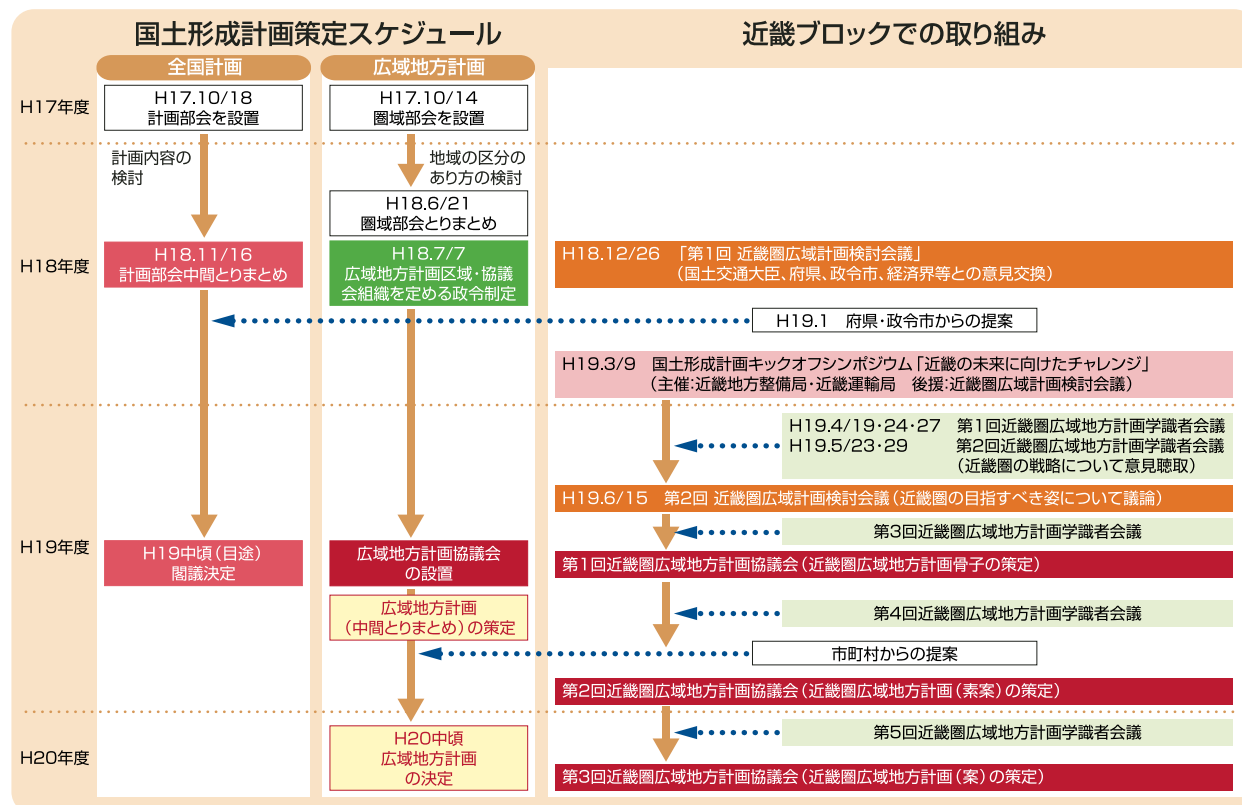 国土形成計画策定スケジュール
近畿ブロックでの取り組み
全国計画
広域地方計画
H17年度
H17.10/18
計画部会を設置
H17.10/14
圏域部会を設置
計画内容の
検討
地域の区分の
あり方の検討
H18.6/21
圏域部会とりまとめ
H18年度
H18.11/16
計画部会中間とりまとめ
H18.7/7
広域地方計画区域・協議
会組織を定める政令制定
H18.12/26 「第1回 近畿圏広域計画検討会議」
(国土交通大臣、府県、政令市、経済界等との意見交換)
H19.1 府県・政令市からの提案
H19.3/9 国土形成計画キックオフシンポジウム「近畿の未来に向けたチャレンジ」
(主催:近畿地方整備局・近畿運輸局 後援:近畿圏広域計画検討会議)
H19.4/19・24・27 第1回近畿圏広域地方計画学識者会議
H19.5/23・29 第2回近畿圏広域地方計画学識者会議
(近畿圏の戦略について意見聴取)
H19.6/15 第2回 近畿圏広域計画検討会議(近畿圏の目指すべき姿について議論)
第3回近畿圏広域地方計画学識者会議
H19年度
H19中頃(目途)
閣議決定
広域地方計画協議会
の設置
第1回近畿圏広域地方計画協議会(近畿圏広域地方計画骨子の策定)
広域地方計画
(中間とりまとめ)の策定
第4回近畿圏広域地方計画学識者会議
市町村からの提案
第2回近畿圏広域地方計画協議会(近畿圏広域地方計画(素案)の策定)
第5回近畿圏広域地方計画学識者会議
H20年度
H20中頃
広域地方計画
の決定
第3回近畿圏広域地方計画協議会(近畿圏広域地方計画(案)の策定)